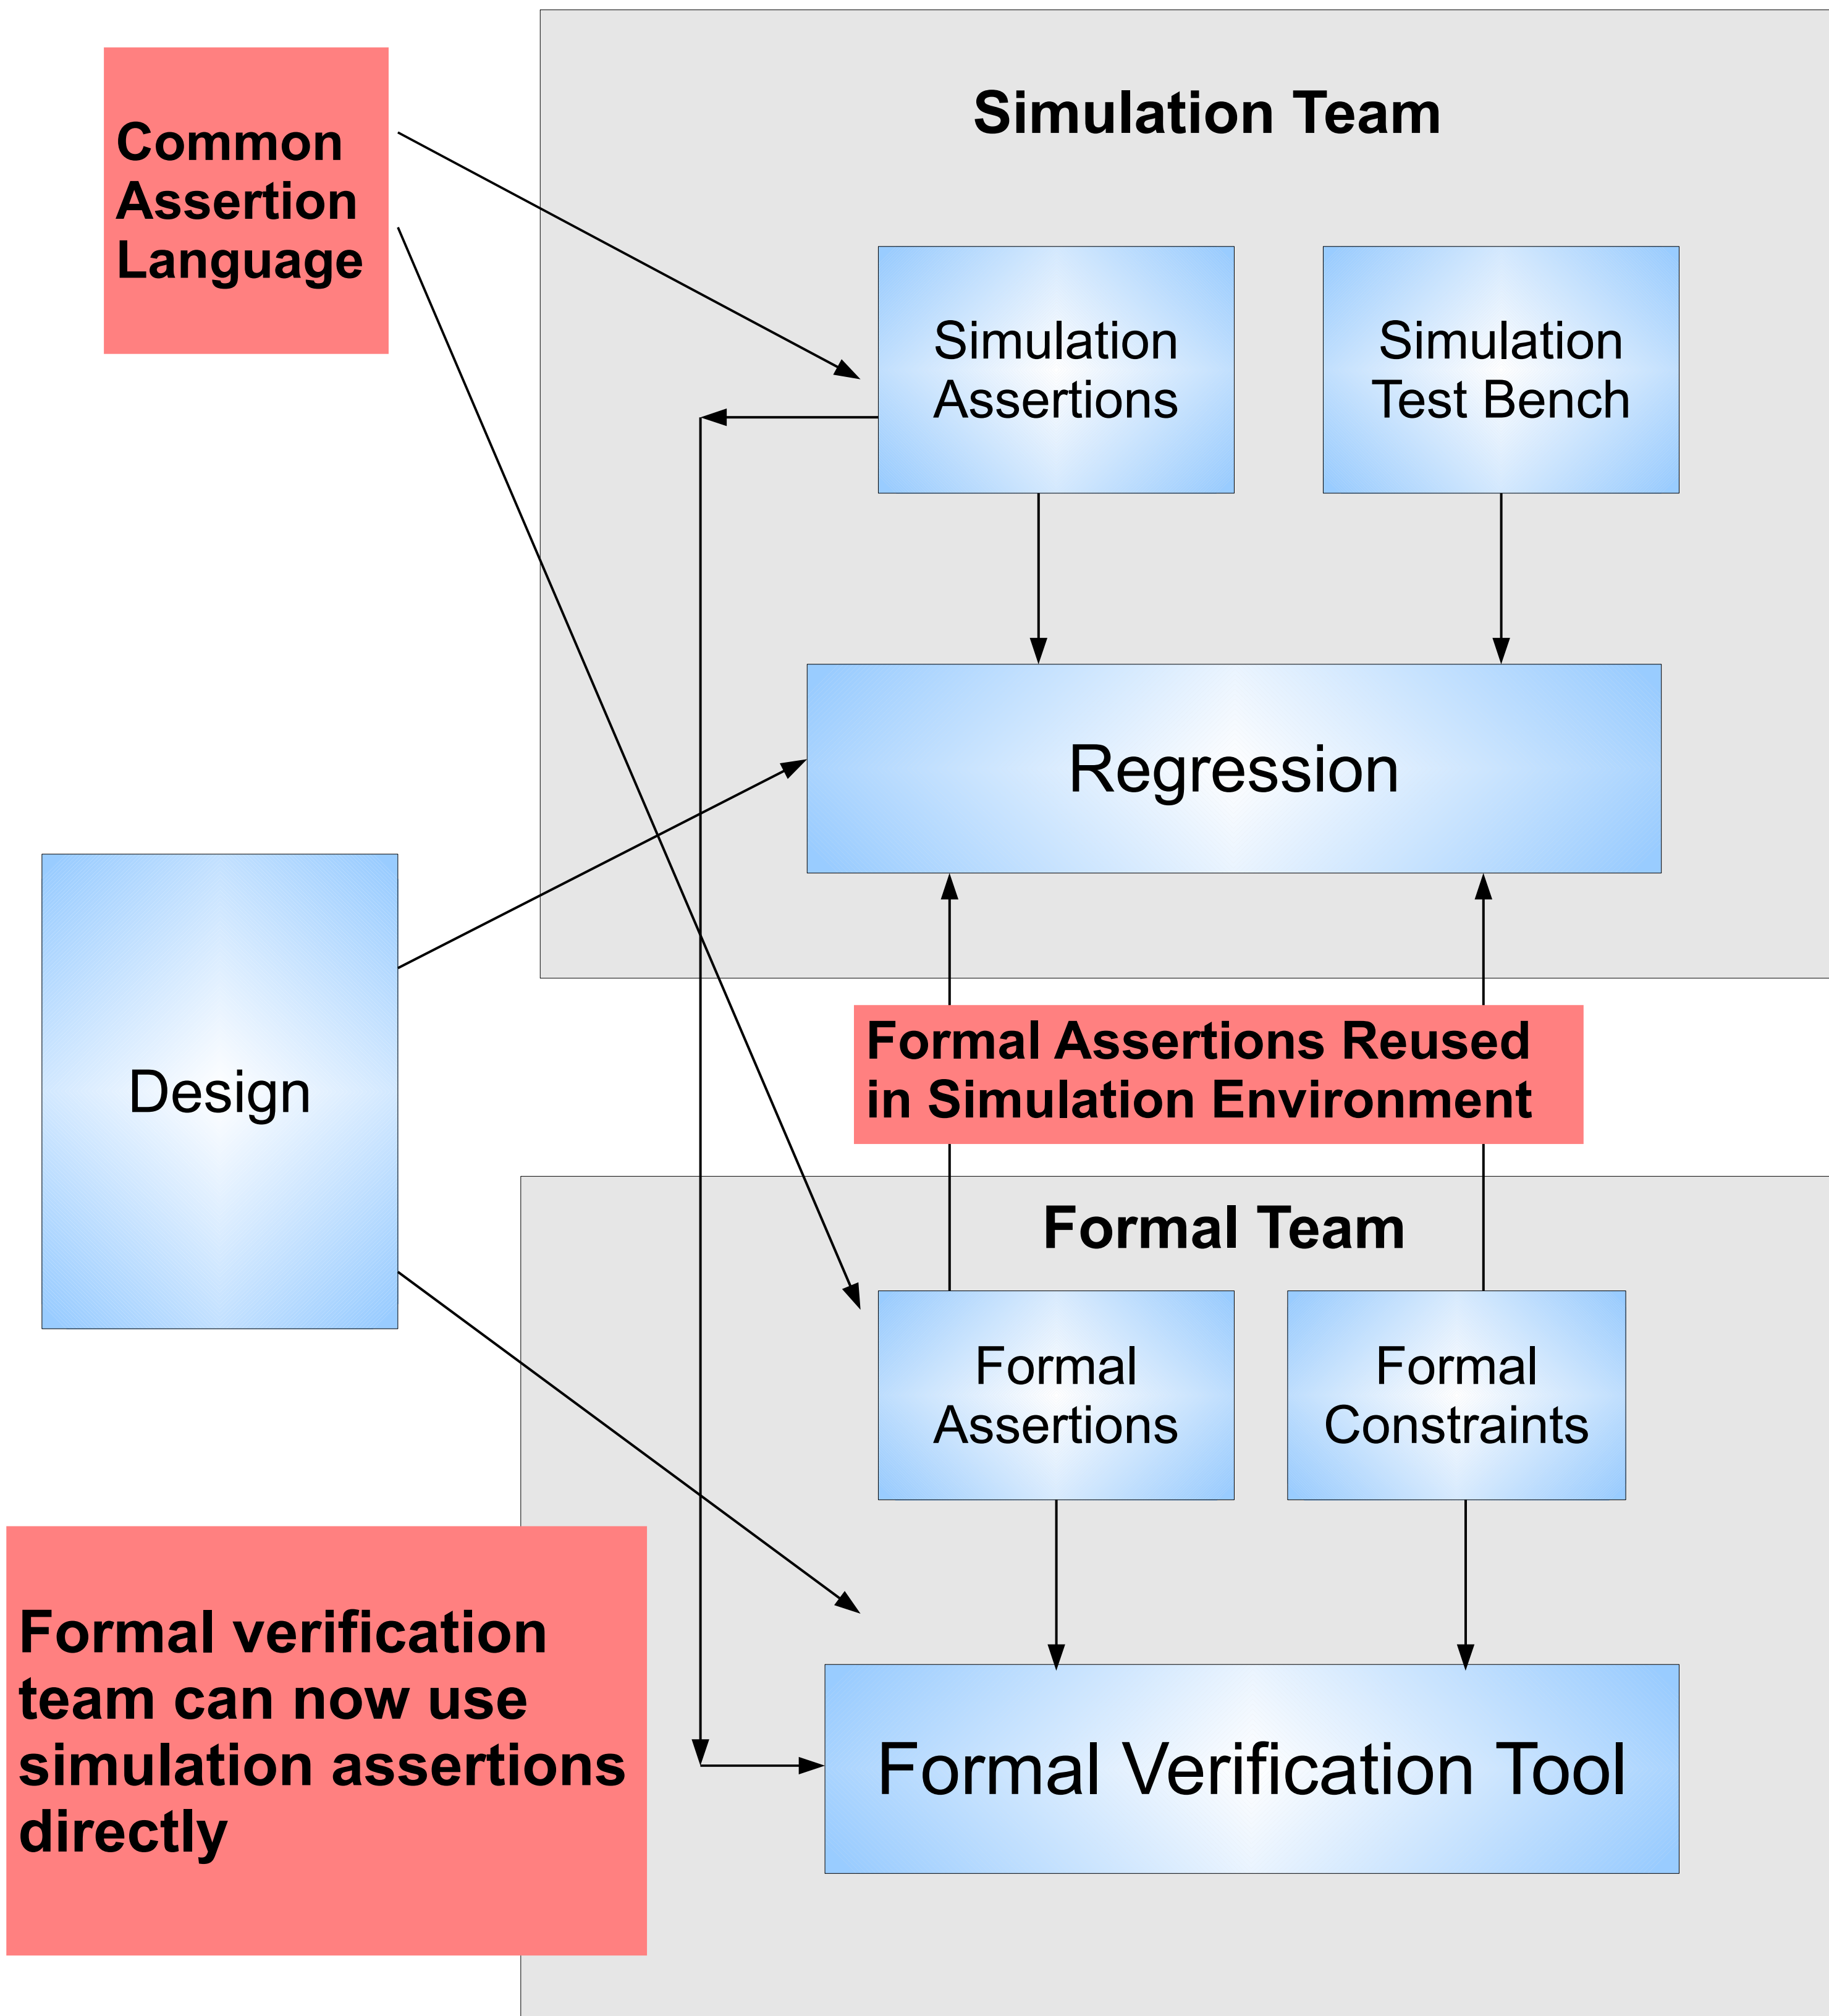 Simulation Team
Common
Assertion
Language
Simulation
Assertions
Simulation
Test Bench
Regression
Design
Formal Assertions Reused
in Simulation Environment
Formal Team
Formal
Assertions
Formal
Constraints
Formal verification
team can now use
simulation assertions
directly
Formal Verification Tool